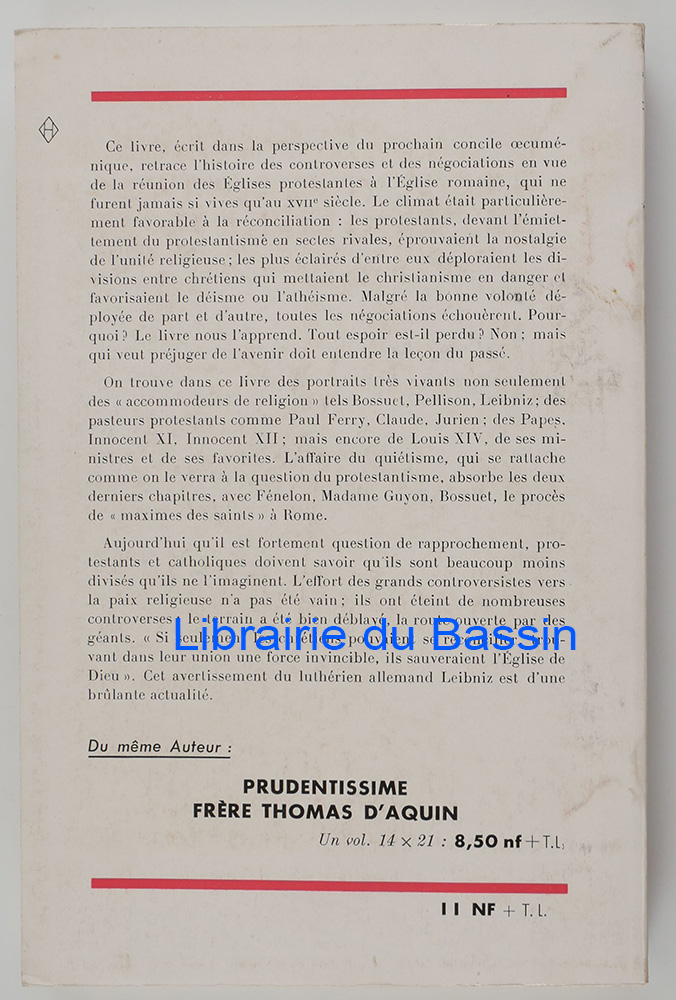 H
Ce livre, écrit dans la perspective du prochain concile œcumé-
nique, retrace l'histoire des controverses et des négociations en vue
de la réunion des Églises protestantes à l'Église romaine, qui ne
furent jamais si vives qu'au XVIIe siècle. Le climat était particulière-
ment favorable à la réconciliation : les protestants, devant l'émiet-
tement du protestantisme en sectes rivales, éprouvaient la nostalgie
de l'unité religieuse ; les plus éclairés d'entre eux déploraient les di-
visions entre chrétiens qui mettaient le christianisme en danger et
favorisaient le déisme ou l'athéisme. Malgré la bonne volonté dé-
ployée de part et d'autre, toutes les négociations échouèrent. Pour-
quoi ? Le livre nous l'apprend. Tout espoir est-il perdu ? Non ; mais
qui veut préjuger de l'avenir doit entendre la leçon du passé.
On trouve dans ce livre des portraits très vivants non seulement
des « accommodeurs de religion » tels Bossuet, Pellison, Leibniz ; des
pasteurs protestants comme Paul Ferry, Claude, Jurien ; des Papes,
Innocent XI, Innocent XII ; mais encore de Louis XIV, de ses mi-
nistres et de ses favorites. L'affaire du quiétisme, qui se rattache
comme on le verra à la question du protestantisme, absorbe les deux
derniers chapitres, avec Fénelon, Madame Guyon, Bossuet, le procès
de « maximes des saints » à Rome.
Aujourd'hui qu'il est fortement question de rapprochement, pro-
testants et catholiques doivent savoir qu'ils sont beaucoup moins
divisés qu'ils ne l'imaginent. L'effort des grands controversistes vers
la paix religieuse n'a pas été vain ; ils ont éteint de nombreuses
controverses ; le terrain a été bien déblayé, la route ouverte par des
géants. « Si seulement les chrétiens pouvaient se réconcilier, trou-
vant dans leur union une force invincible, ils sauveraient l'Église de
Dieu ». Cet avertissement du luthérien allemand Leibniz est d'une
brûlante actualité.
Librairie du Bassin
Du même Auteur :
PRUDENTISSIME
FRÈRE THOMAS D'AQUIN
Un vol. 14 × 21 : 8,50 nf + T.L.
11 NF + T. L.